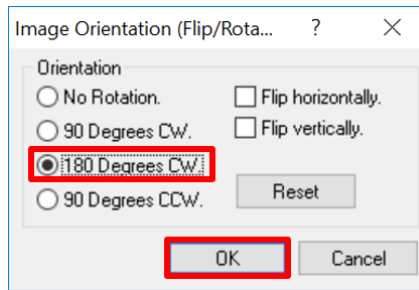 Image Orientation (Flip/Rota... ?
Orientation
No Rotation. Flip horizontally.
90 Degrees CW. Flip vertically.
180 Degrees CW.
90 Degrees CCW. Reset
OK Cancel